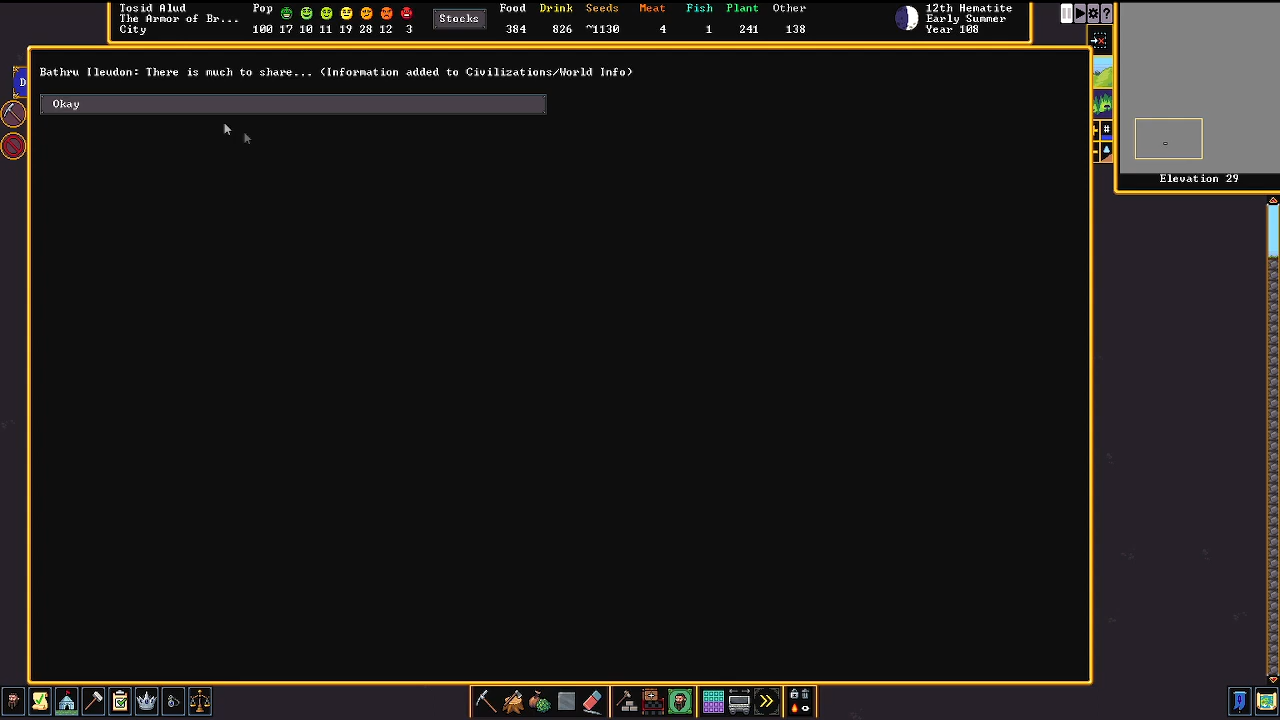 Tosid Alud
The Armor of Br...
City
Pop
100 17 10 11 19 28 12 3
Stocks
Food Drink Seeds Meat Fish Plant Other
384 826 ~1130 4 1 241 138
12th Hematite
Early Summer
Year 108
?
Elevation 29
D
Bathru Ileudon: There is much to share... (Information added to Civilizations/World Info)
Okay